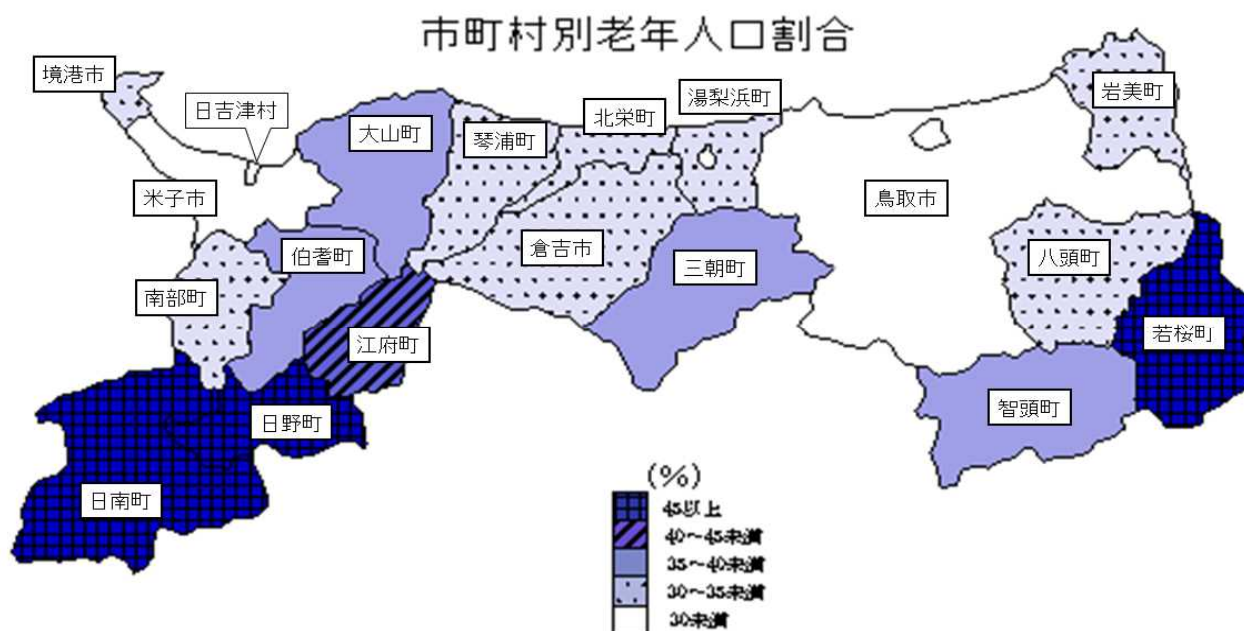 市町村別老年人口割合
境港市
日吉津村
大山町
琴浦町
北栄町
湯梨浜町
岩美町
米子市
鳥取市
伯耆町
倉吉市
三朝町
八頭町
南部町
江府町
若桜町
日野町
智頭町
日南町
(%)
45以上
40~45未満
35~40未満
30~35未満
30未満